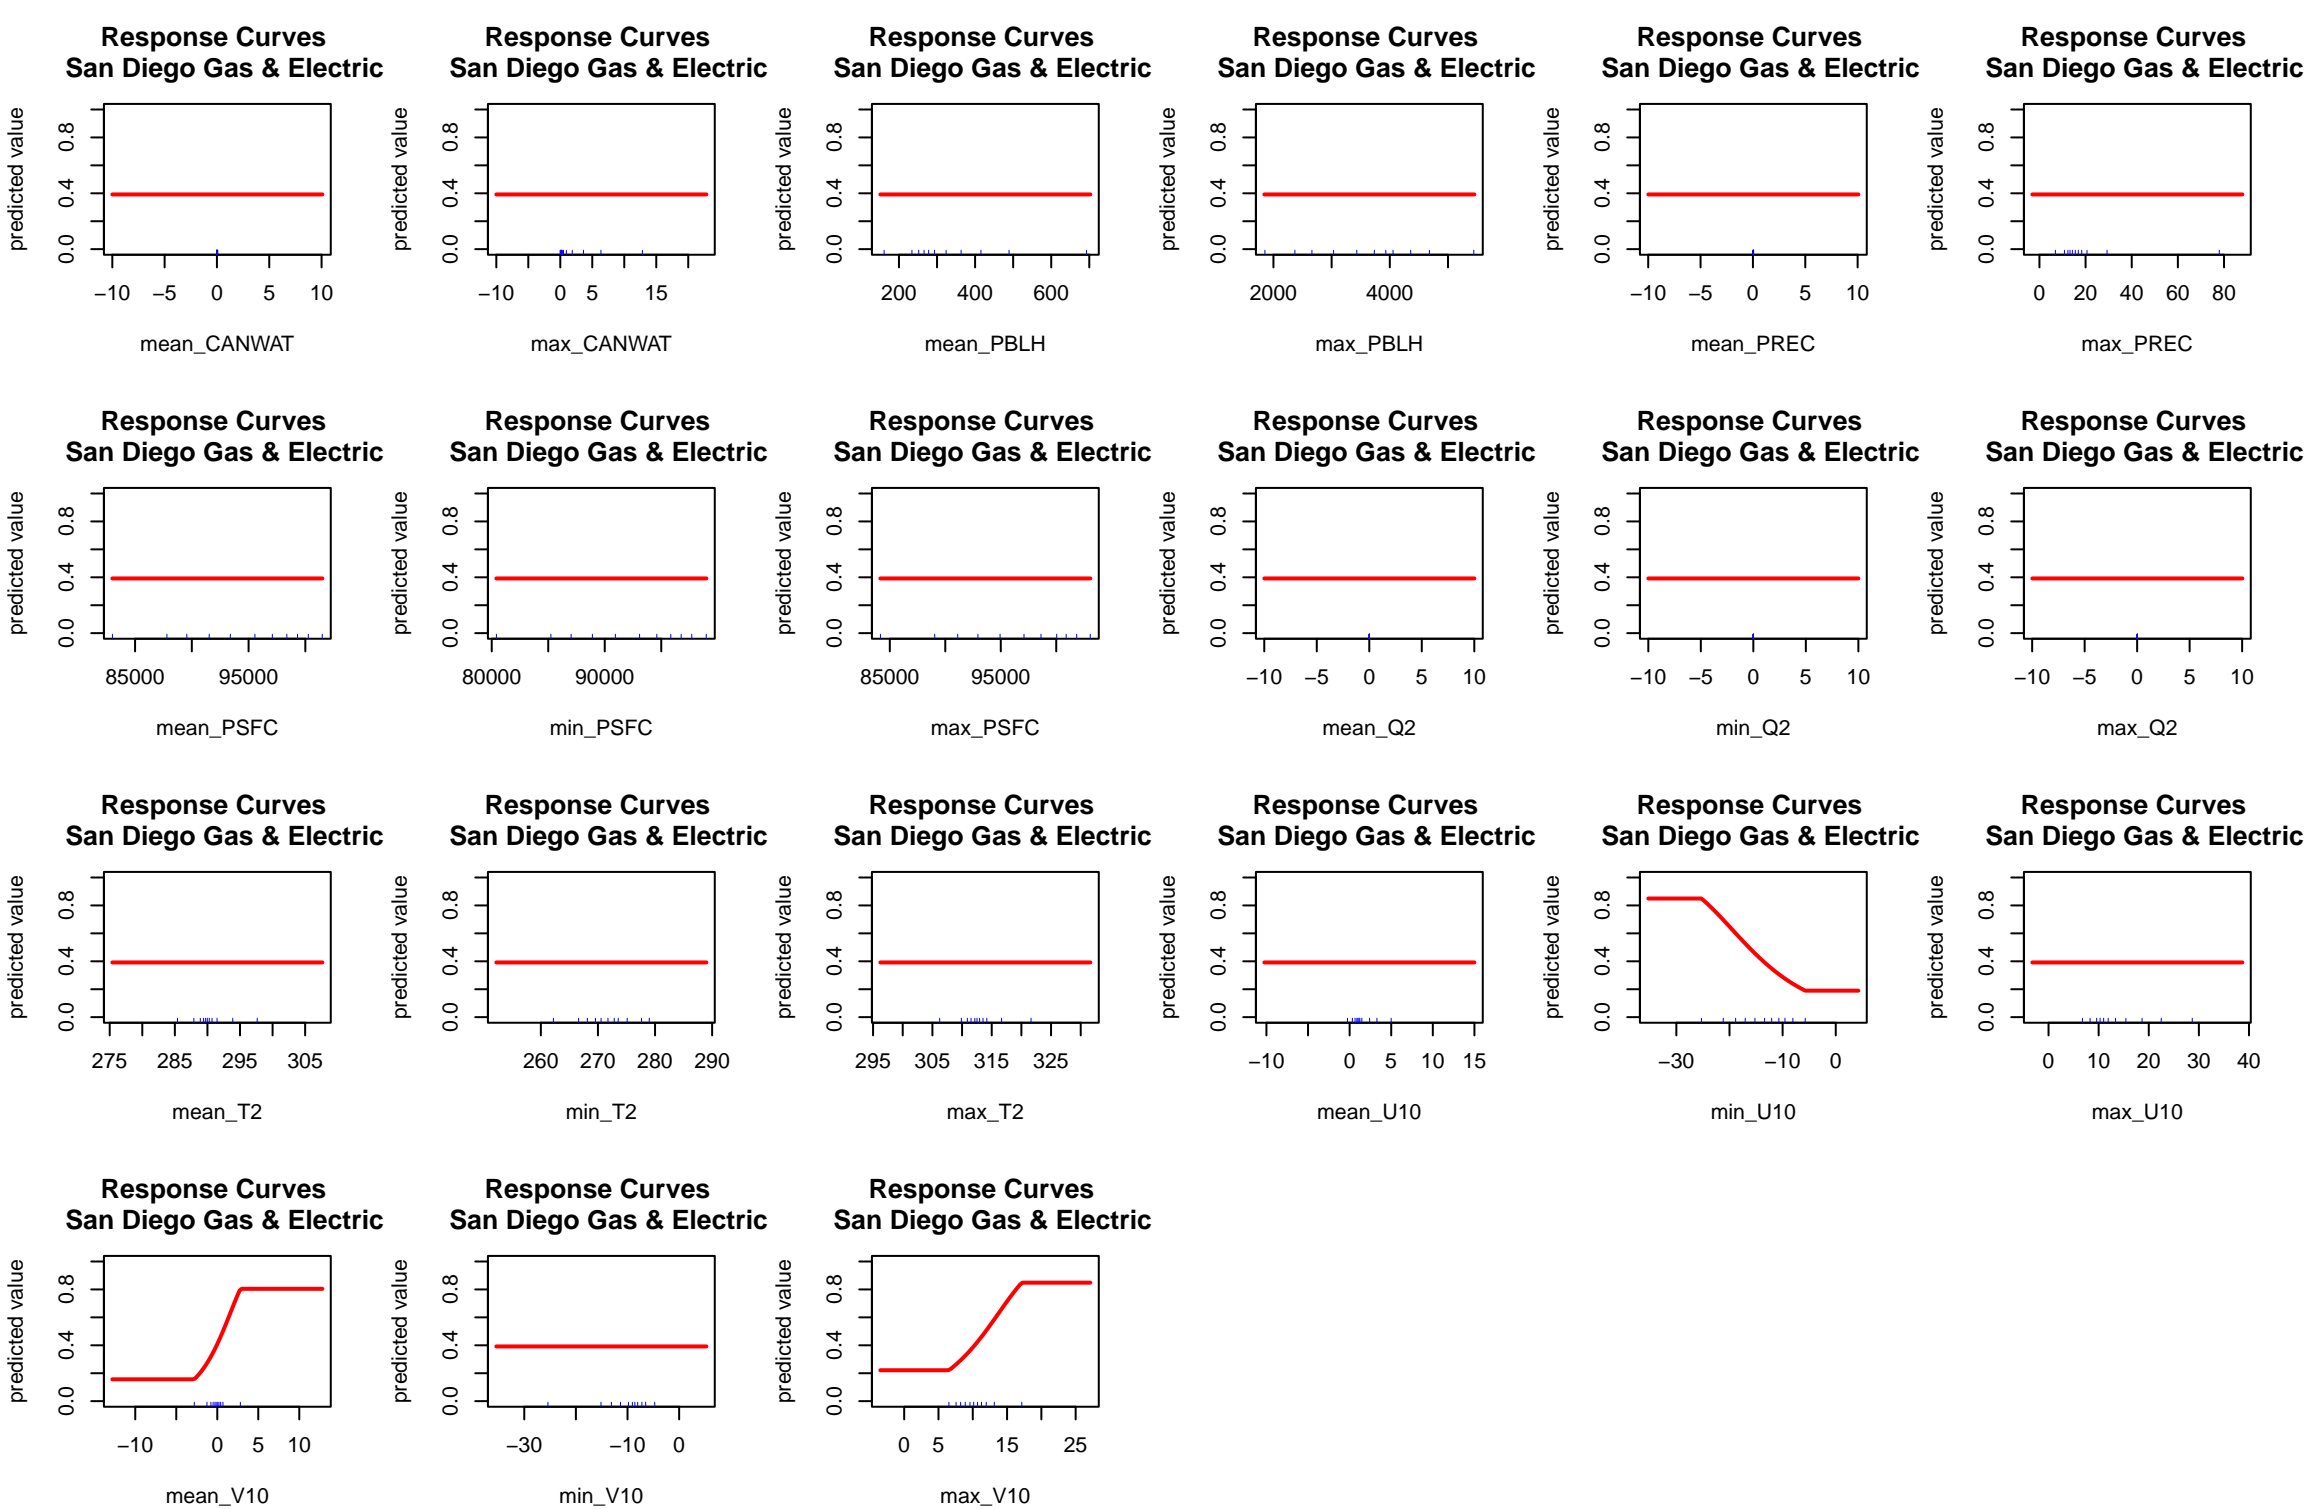 Response Curves
San Diego Gas & Electric
predicted value
0.0 0.4 0.8
−10 −5 0 5 10
mean_CANWAT
Response Curves
San Diego Gas & Electric
predicted value
0.0 0.4 0.8
−10 0 5 15
max_CANWAT
Response Curves
San Diego Gas & Electric
predicted value
0.0 0.4 0.8
200 400 600
mean_PBLH
Response Curves
San Diego Gas & Electric
predicted value
0.0 0.4 0.8
2000 4000
max_PBLH
Response Curves
San Diego Gas & Electric
predicted value
0.0 0.4 0.8
−10 −5 0 5 10
mean_PREC
Response Curves
San Diego Gas & Electric
predicted value
0.0 0.4 0.8
0 20 40 60 80
max_PREC
Response Curves
San Diego Gas & Electric
predicted value
0.0 0.4 0.8
85000 95000
mean_PSFC
Response Curves
San Diego Gas & Electric
predicted value
0.0 0.4 0.8
80000 90000
min_PSFC
Response Curves
San Diego Gas & Electric
predicted value
0.0 0.4 0.8
85000 95000
max_PSFC
Response Curves
San Diego Gas & Electric
predicted value
0.0 0.4 0.8
−10 −5 0 5 10
mean_Q2
Response Curves
San Diego Gas & Electric
predicted value
0.0 0.4 0.8
−10 −5 0 5 10
min_Q2
Response Curves
San Diego Gas & Electric
predicted value
0.0 0.4 0.8
−10 −5 0 5 10
max_Q2
Response Curves
San Diego Gas & Electric
predicted value
0.0 0.4 0.8
275 285 295 305
mean_T2
Response Curves
San Diego Gas & Electric
predicted value
0.0 0.4 0.8
260 270 280 290
min_T2
Response Curves
San Diego Gas & Electric
predicted value
0.0 0.4 0.8
295 305 315 325
max_T2
Response Curves
San Diego Gas & Electric
predicted value
0.0 0.4 0.8
−10 0 5 10 15
mean_U10
Response Curves
San Diego Gas & Electric
predicted value
0.0 0.4 0.8
−30 −10 0
min_U10
Response Curves
San Diego Gas & Electric
predicted value
0.0 0.4 0.8
0 10 20 30 40
max_U10
Response Curves
San Diego Gas & Electric
predicted value
0.0 0.4 0.8
−10 0 5 10
mean_V10
Response Curves
San Diego Gas & Electric
predicted value
0.0 0.4 0.8
−30 −10 0
min_V10
Response Curves
San Diego Gas & Electric
predicted value
0.0 0.4 0.8
0 5 15 25
max_V10